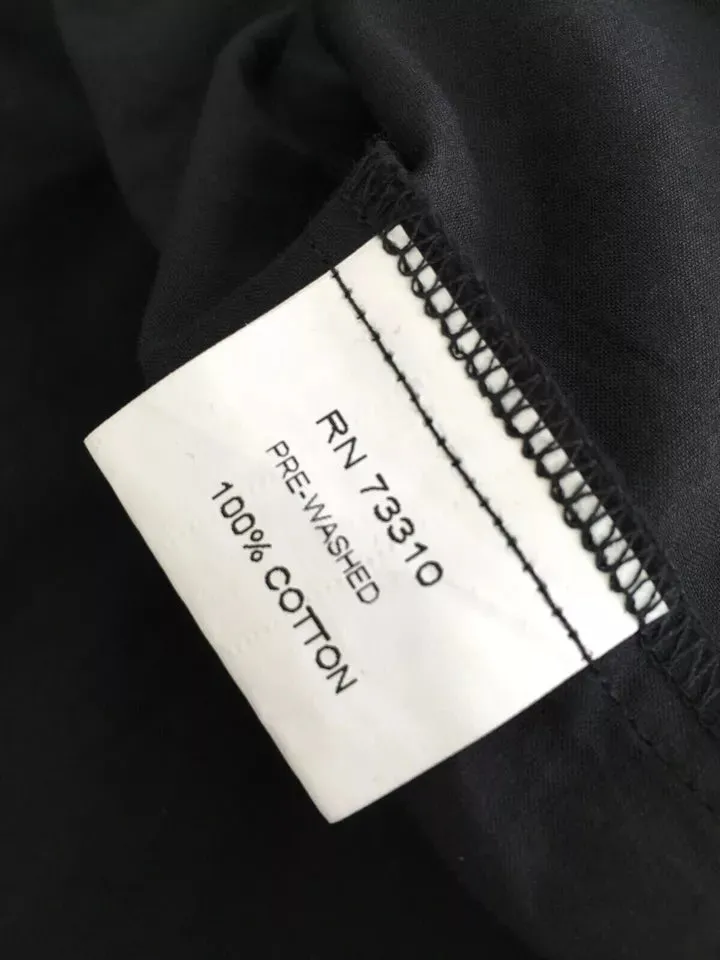 RN 73310
PRE-WASHED
100% COTTON